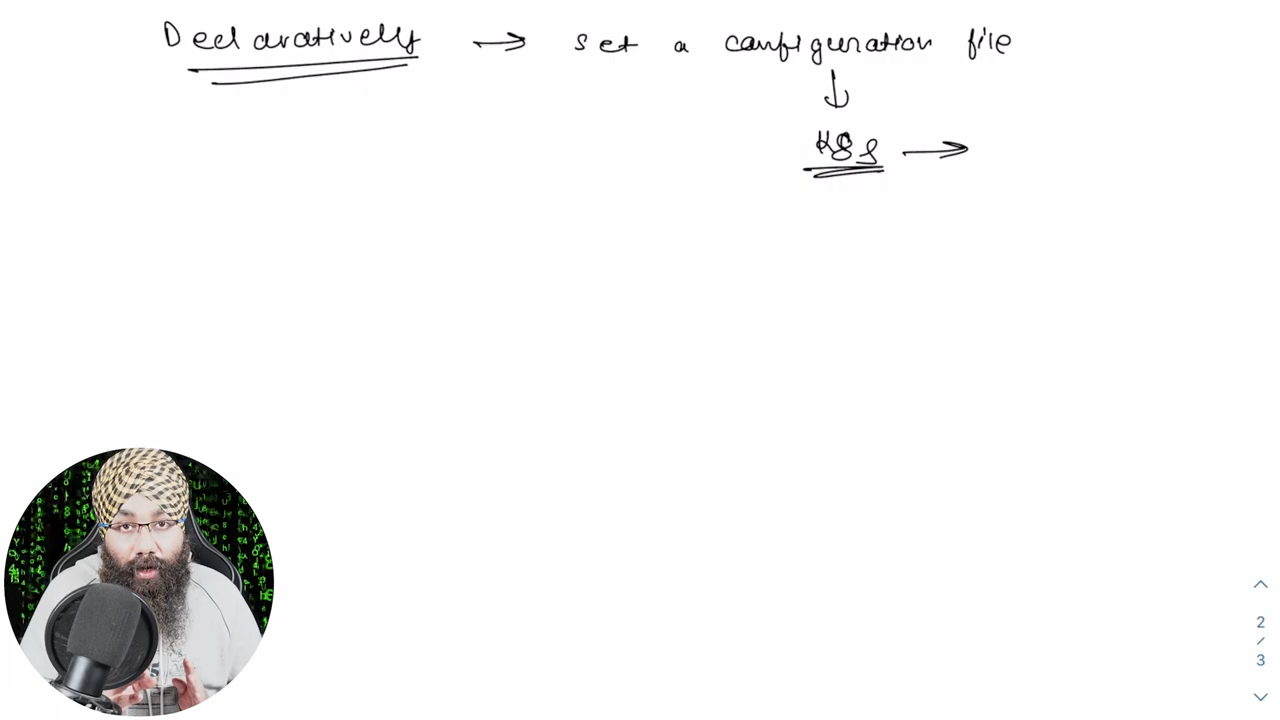 Declaratively → set a configuration file
↓
K8s →
2
/
3